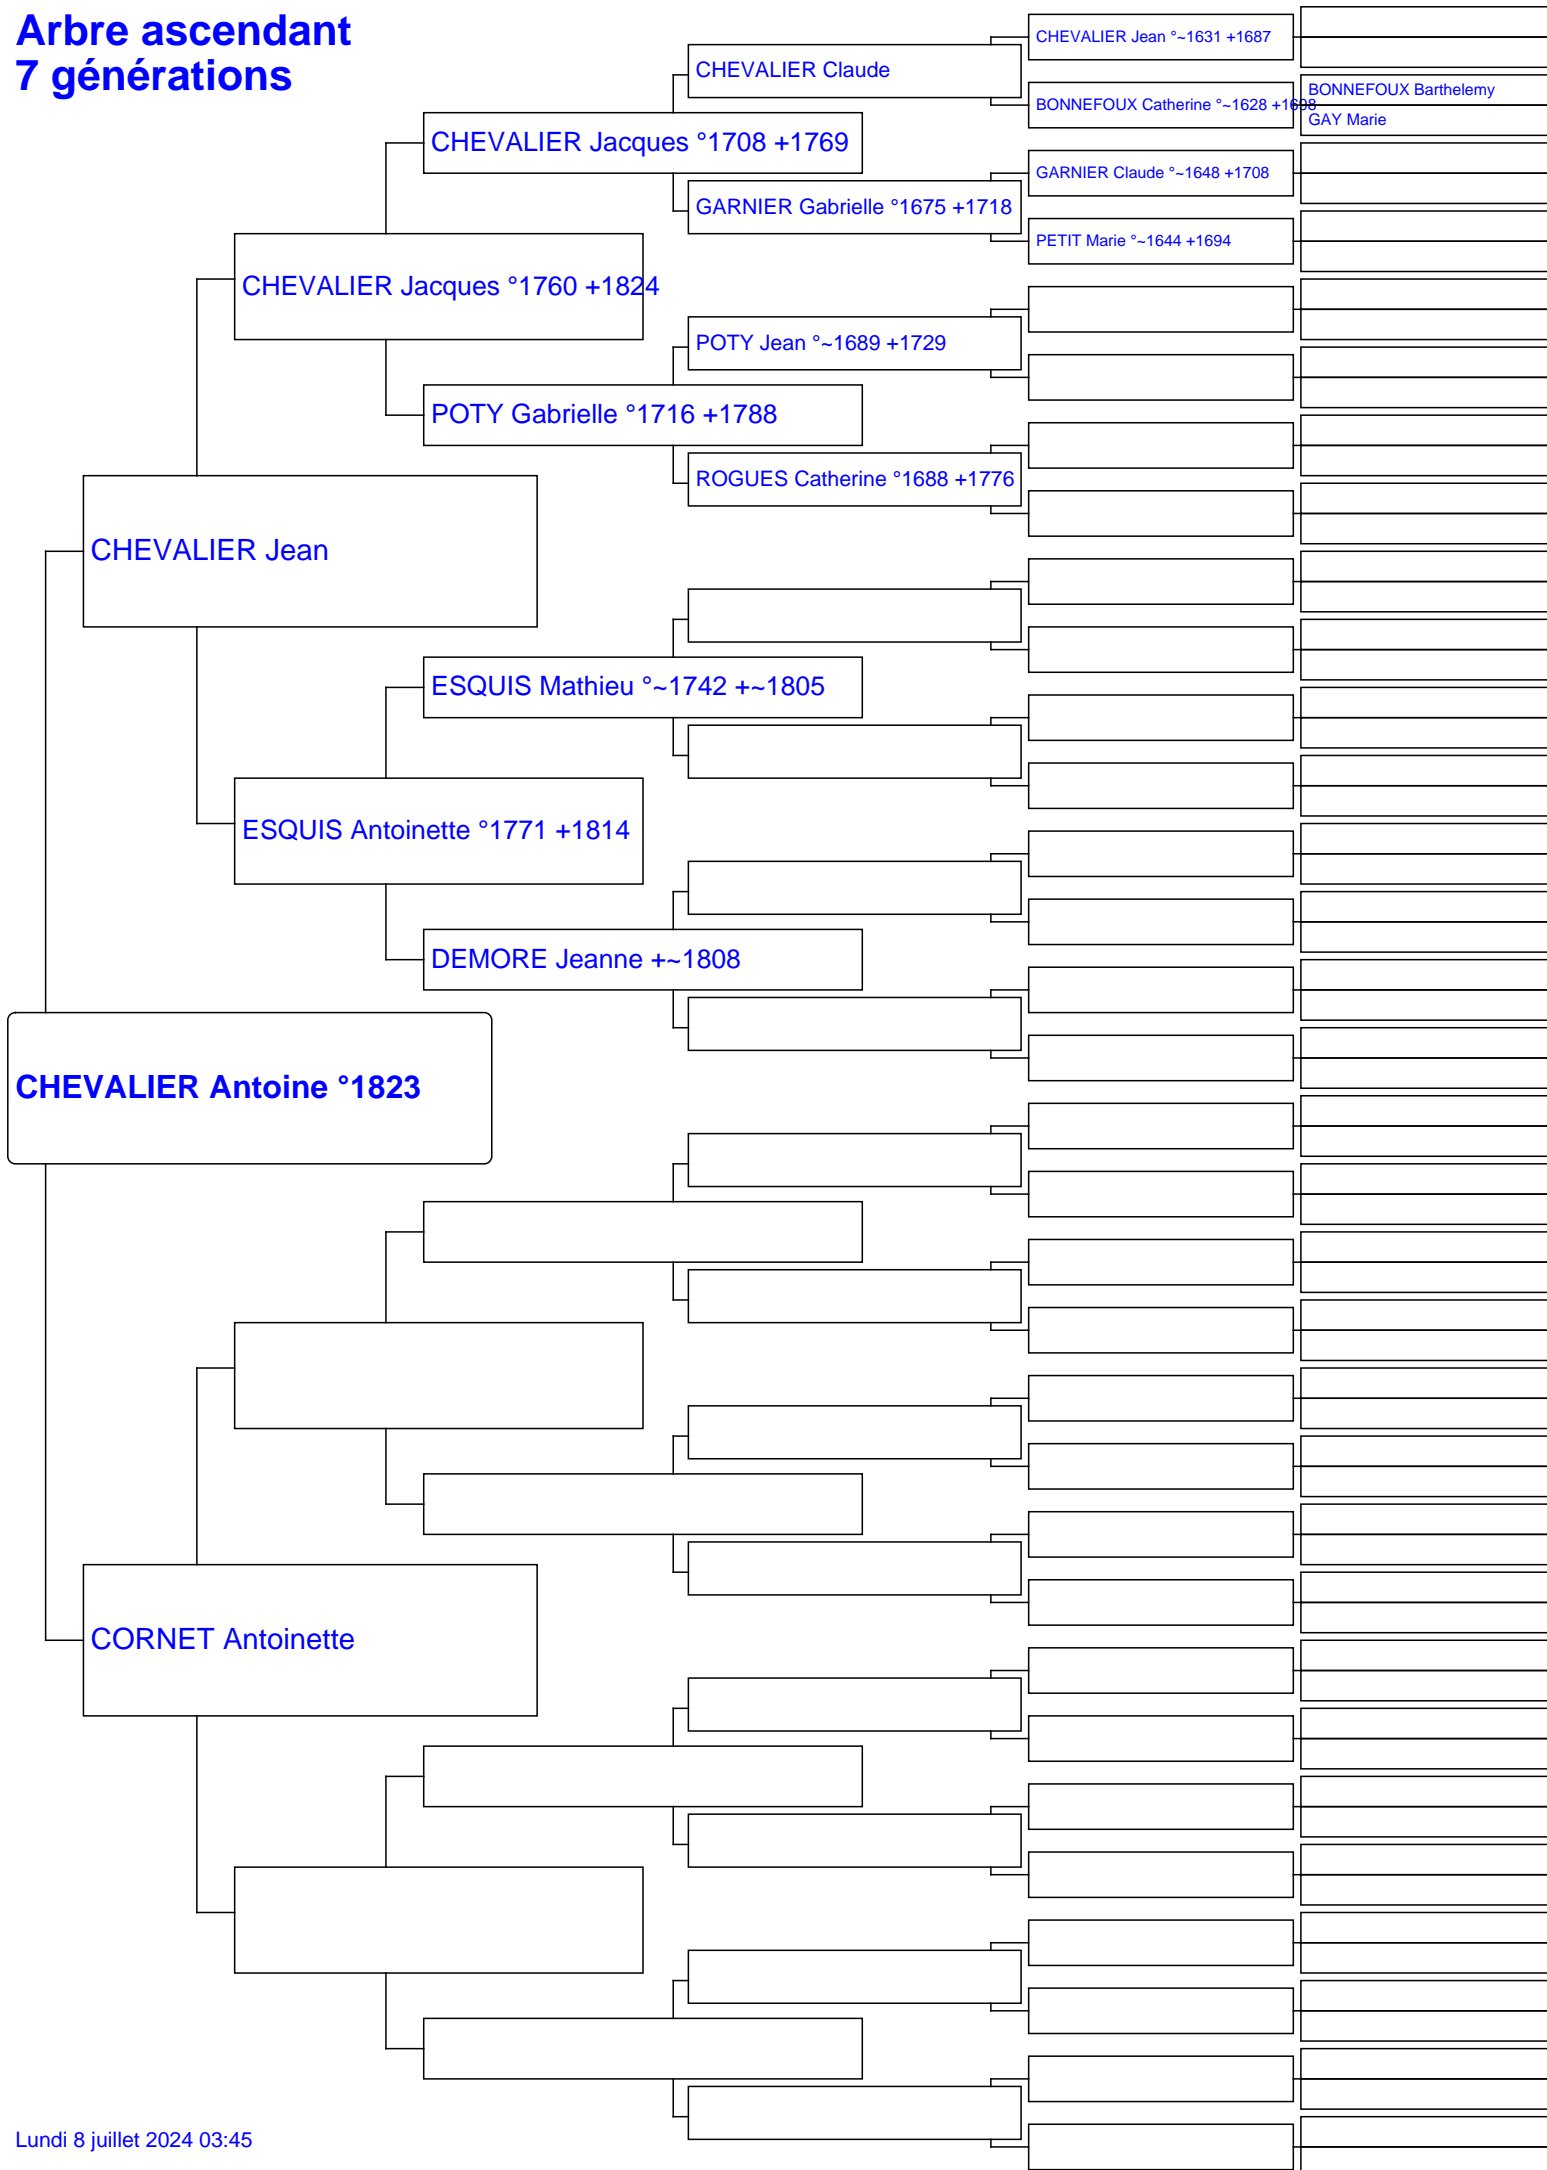 Arbre ascendant
7 générations
CHEVALIER Jean °~1631 +1687
CHEVALIER Claude
BONNEFOUX Barthelemy
BONNEFOUX Catherine °~1628 +1698
GAY Marie
CHEVALIER Jacques °1708 +1769
GARNIER Claude °~1648 +1708
GARNIER Gabrielle °1675 +1718
PETIT Marie °~1644 +1694
CHEVALIER Jacques °1760 +1824
POTY Jean °~1689 +1729
POTY Gabrielle °1716 +1788
ROGUES Catherine °1688 +1776
CHEVALIER Jean
ESQUIS Mathieu °~1742 +~1805
ESQUIS Antoinette °1771 +1814
DEMORE Jeanne +~1808
CHEVALIER Antoine °1823
CORNET Antoinette
Lundi 8 juillet 2024 03:45